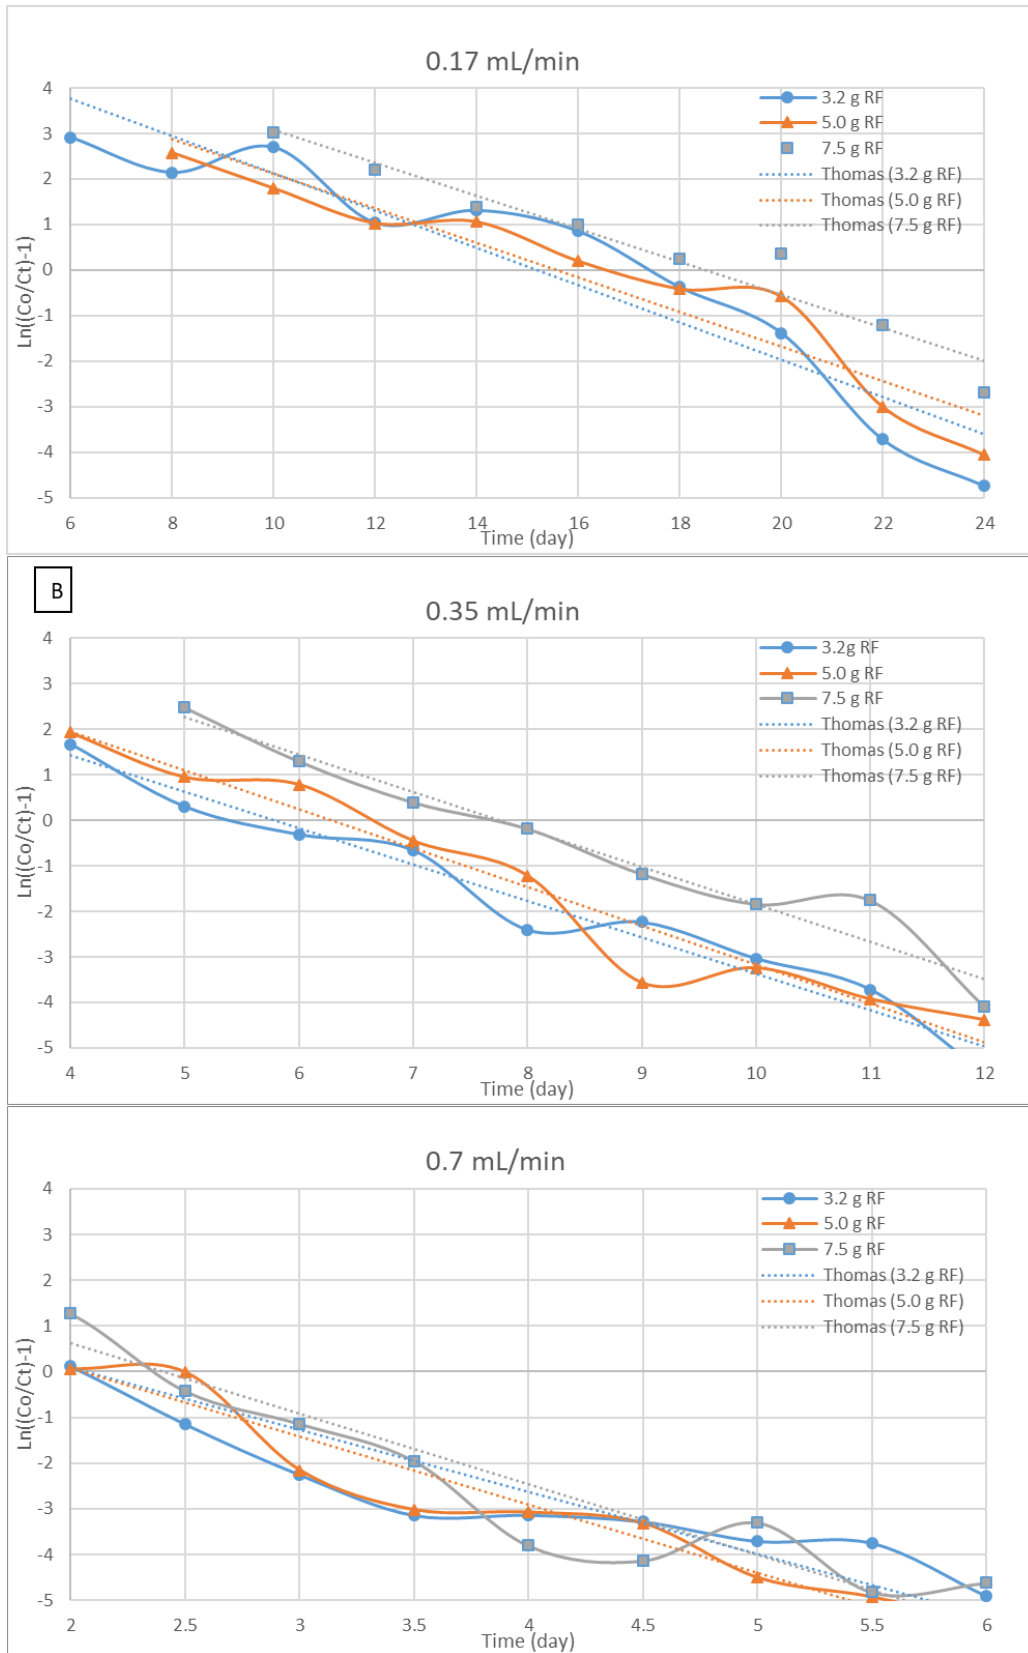 0.17 mL/min
3.2 g RF
5.0 g RF
7.5 g RF
Thomas (3.2 g RF)
Thomas (5.0 g RF)
Thomas (7.5 g RF)
Ln((Co/Ct)-1)
4
3
2
1
0
-1
-2
-3
-4
-5
6 8 10 12 14 16 18 20 22 24
Time (day)
B
0.35 mL/min
3.2g RF
5.0 g RF
7.5 g RF
Thomas (3.2 g RF)
Thomas (5.0 g RF)
Thomas (7.5 g RF)
Ln((Co/Ct)-1)
4
3
2
1
0
-1
-2
-3
-4
-5
4 5 6 7 8 9 10 11 12
Time (day)
0.7 mL/min
3.2 g RF
5.0 g RF
7.5 g RF
Thomas (3.2 g RF)
Thomas (5.0 g RF)
Thomas (7.5 g RF)
Ln((Co/Ct)-1)
4
3
2
1
0
-1
-2
-3
-4
-5
2 2.5 3 3.5 4 4.5 5 5.5 6
Time (day)